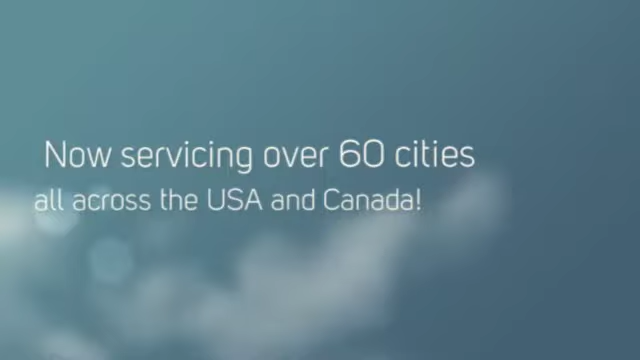 Now servicing over 60 cities
all across the USA and Canada!